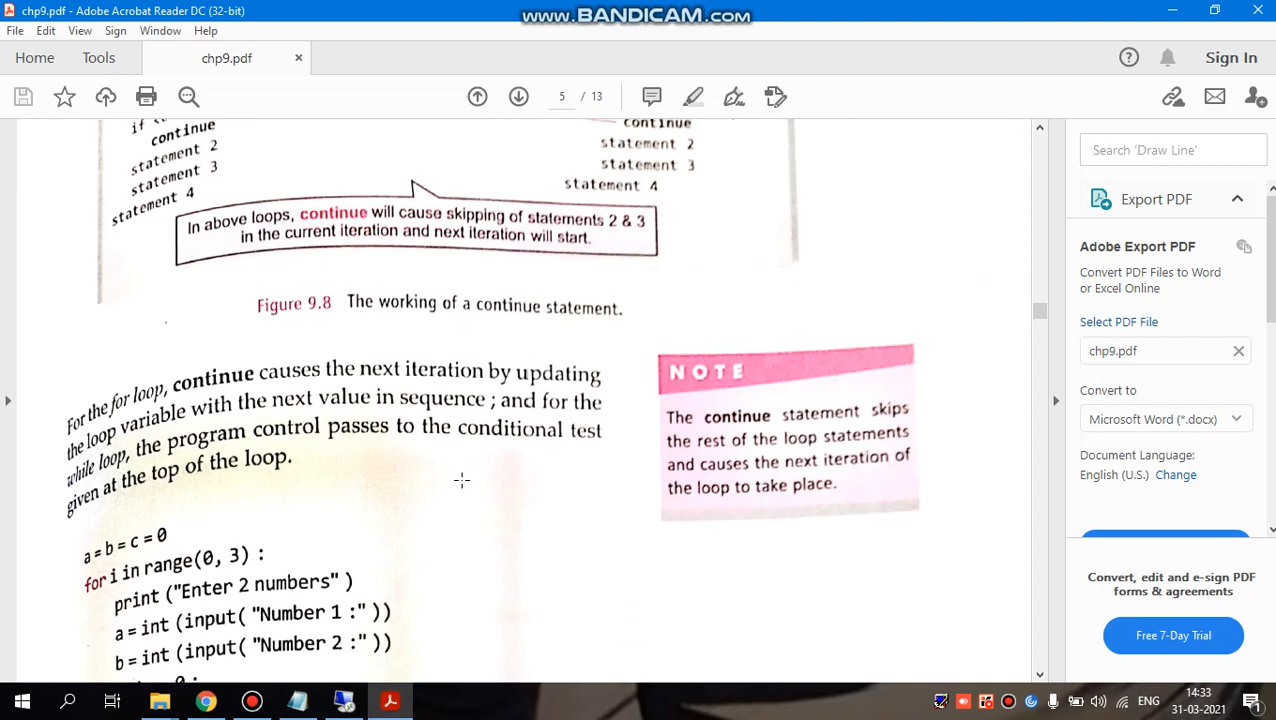 chp9.pdf - Adobe Acrobat Reader DC (32-bit)
www.BANDICAM.com
File Edit View Sign Window Help
Home Tools chp9.pdf × Sign In
5 / 13
if
continue
statement 2
statement 3
statement 4
continue
statement 2
statement 3
statement 4
In above loops, continue will cause skipping of statements 2 & 3
in the current iteration and next iteration will start.
Figure 9.8 The working of a continue statement.
For the for loop, continue causes the next iteration by updating
the loop variable with the next value in sequence ; and for the
while loop, the program control passes to the conditional test
given at the top of the loop.
NOTE
The continue statement skips
the rest of the loop statements
and causes the next iteration of
the loop to take place.
a = b = c = 0
for i in range(0, 3) :
print ("Enter 2 numbers" )
a = int (input( "Number 1 :" ))
b = int (input( "Number 2 :" ))
Search 'Draw Line'
Export PDF
Adobe Export PDF
Convert PDF Files to Word
or Excel Online
Select PDF File
chp9.pdf
Convert to
Microsoft Word (*.docx)
Document Language:
English (U.S.) Change
Convert, edit and e-sign PDF
forms & agreements
Free 7-Day Trial
ENG
14:33
31-03-2021
1